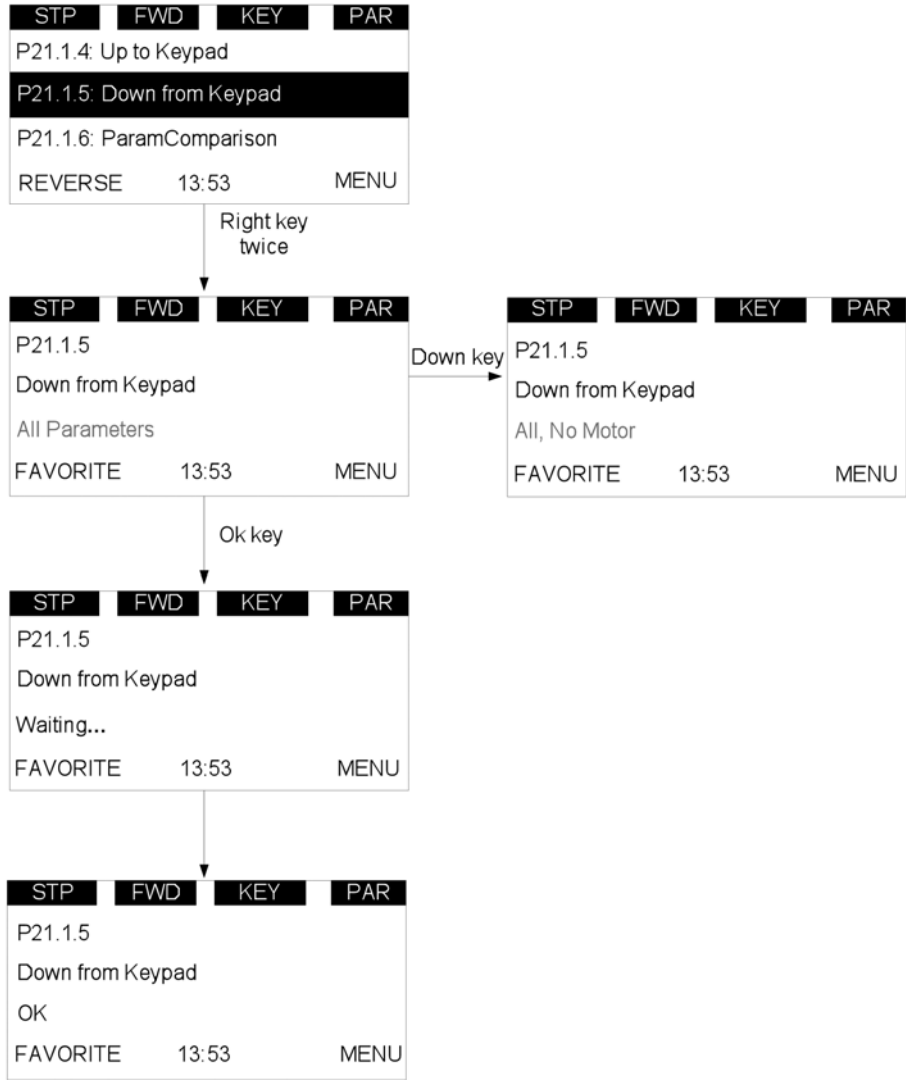 STP FWD KEY PAR
P21.1.4: Up to Keypad
P21.1.5: Down from Keypad
P21.1.6: ParamComparison
REVERSE 13:53 MENU
Right key
twice
STP FWD KEY PAR
P21.1.5
Down from Keypad
All Parameters
FAVORITE 13:53 MENU
Down key
STP FWD KEY PAR
P21.1.5
Down from Keypad
All, No Motor
FAVORITE 13:53 MENU
Ok key
STP FWD KEY PAR
P21.1.5
Down from Keypad
Waiting...
FAVORITE 13:53 MENU
STP FWD KEY PAR
P21.1.5
Down from Keypad
OK
FAVORITE 13:53 MENU